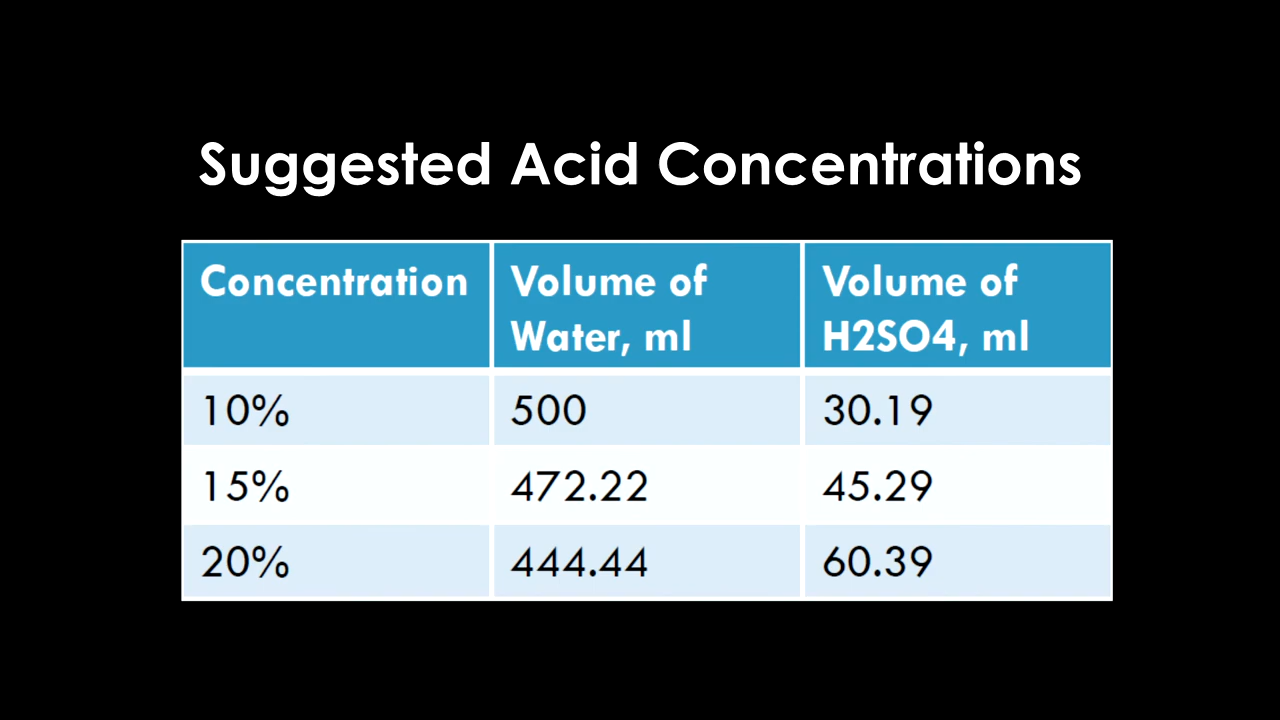 Suggested Acid Concentrations
Concentration Volume of Water, ml Volume of H2SO4, ml
10% 500 30.19
15% 472.22 45.29
20% 444.44 60.39